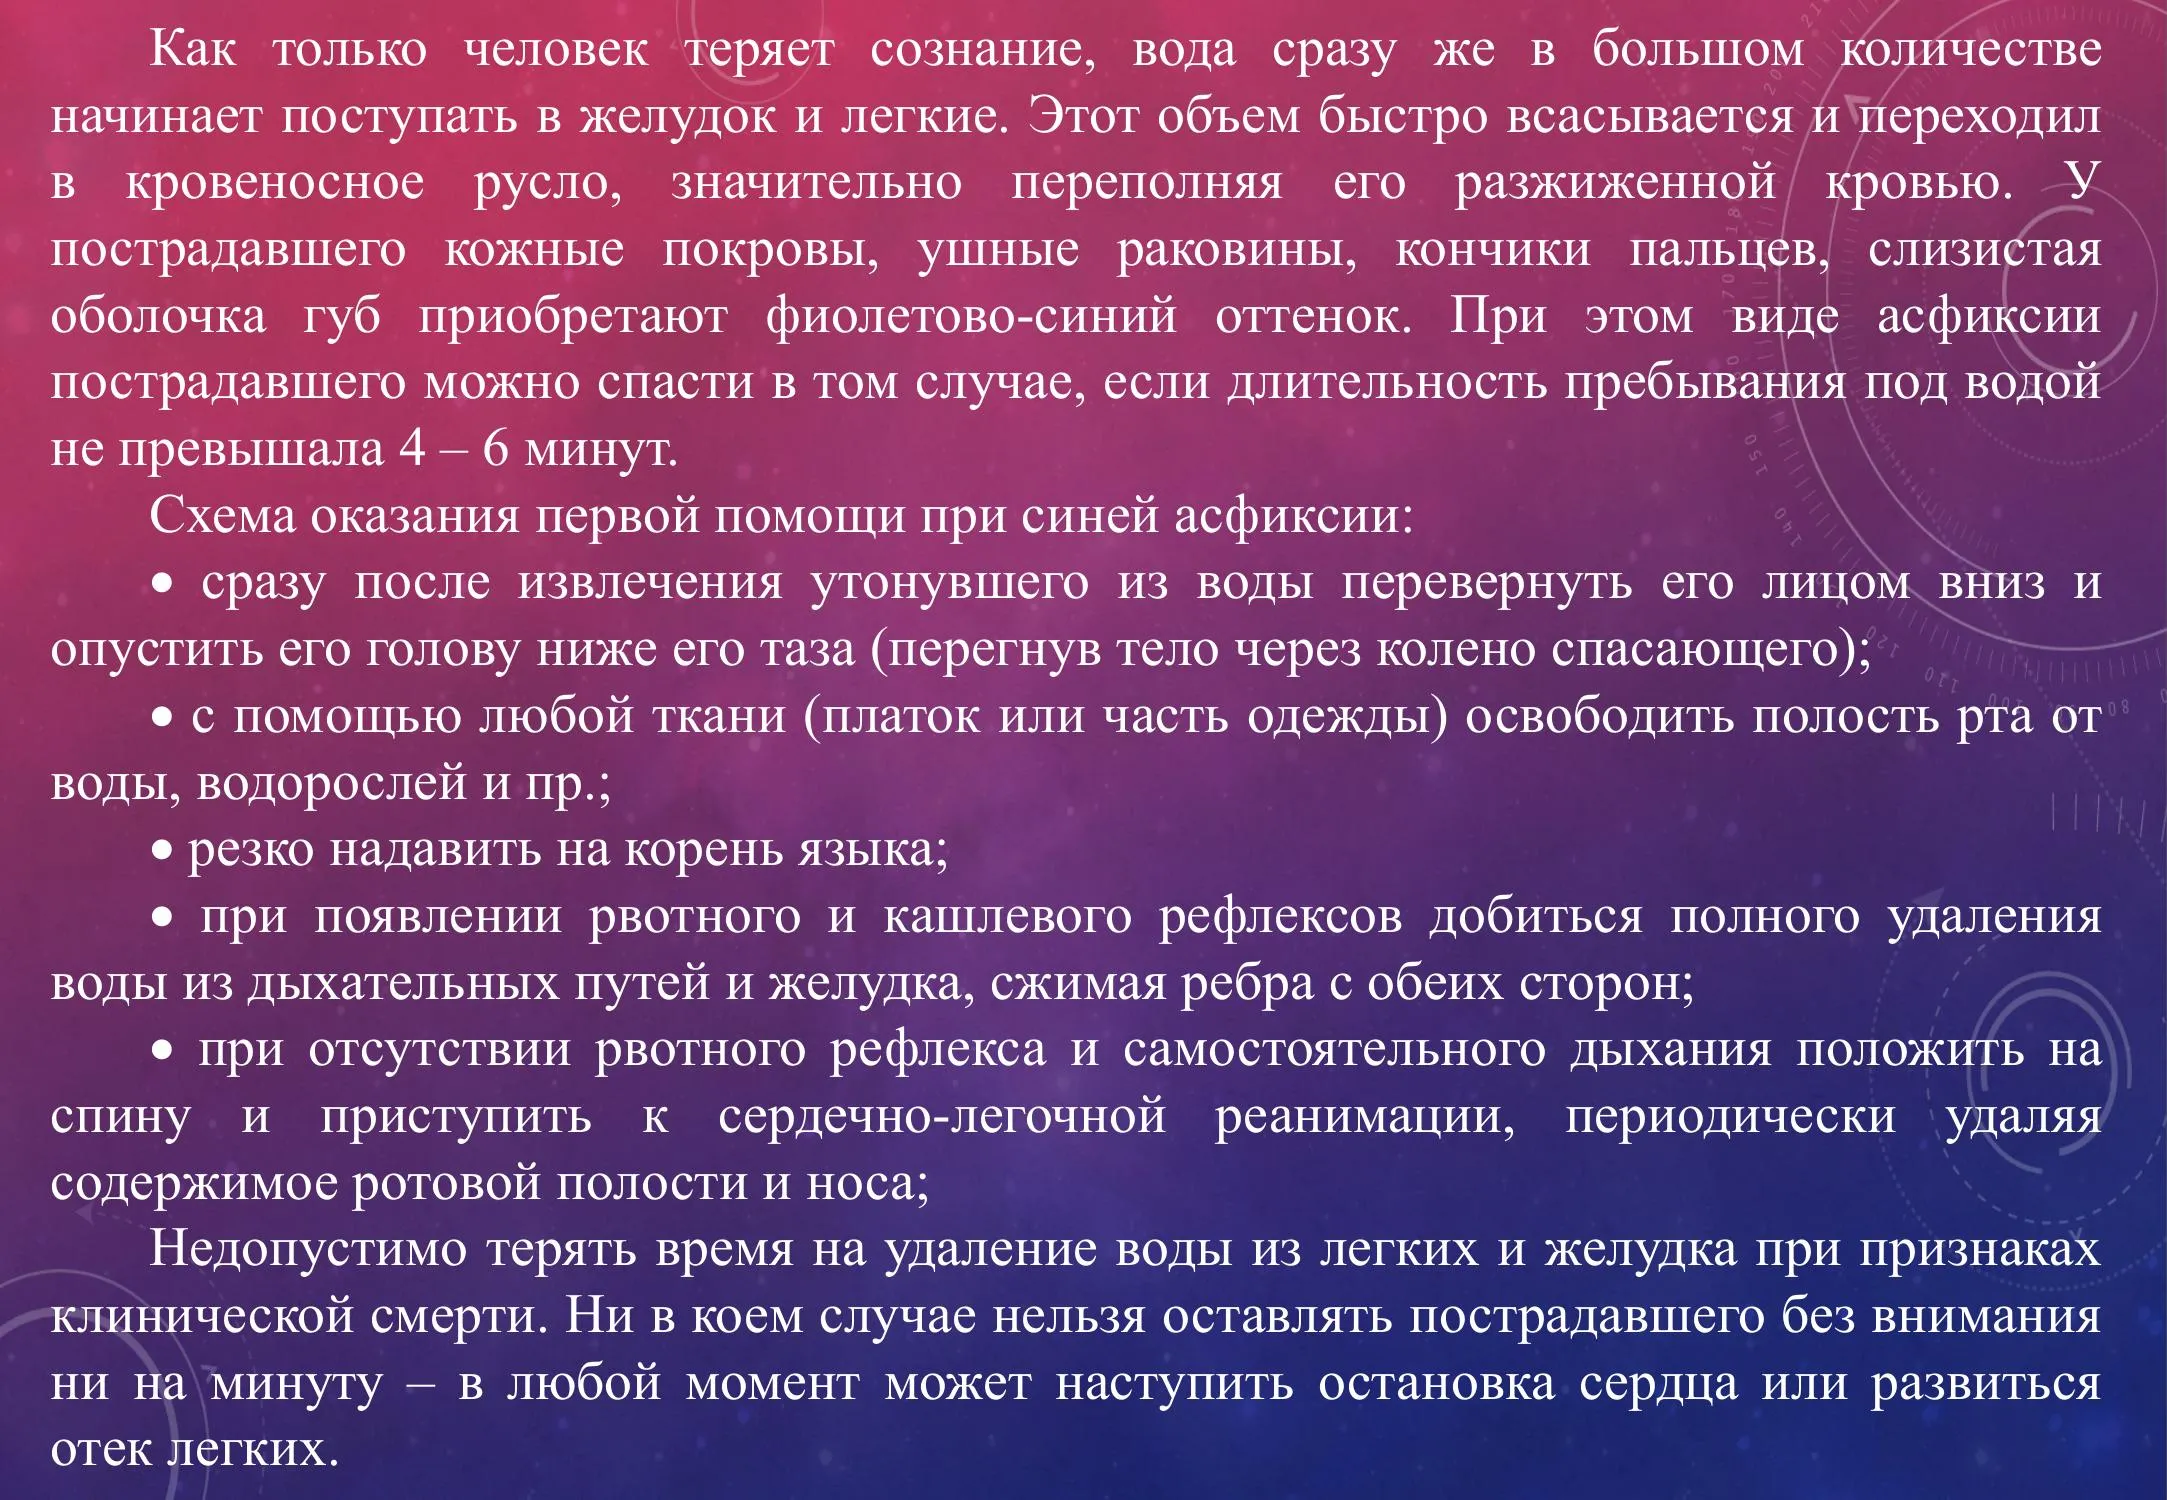 Как только человек теряет сознание, вода сразу же в большом количестве
начинает поступать в желудок и легкие. Этот объем быстро всасывается и переходил
в кровеносное русло, значительно переполняя его разжиженной кровью. У
пострадавшего кожные покровы, ушные раковины, кончики пальцев, слизистая
оболочка губ приобретают фиолетово-синий оттенок. При этом виде асфиксии
пострадавшего можно спасти в том случае, если длительность пребывания под водой
не превышала 4 – 6 минут.
Схема оказания первой помощи при синей асфиксии:
• сразу после извлечения утонувшего из воды перевернуть его лицом вниз и
опустить его голову ниже его таза (перегнув тело через колено спасающего);
• с помощью любой ткани (платок или часть одежды) освободить полость рта от
воды, водорослей и пр.;
• резко надавить на корень языка;
• при появлении рвотного и кашлевого рефлексов добиться полного удаления
воды из дыхательных путей и желудка, сжимая ребра с обеих сторон;
• при отсутствии рвотного рефлекса и самостоятельного дыхания положить на
спину и приступить к сердечно-легочной реанимации, периодически удаляя
содержимое ротовой полости и носа;
Недопустимо терять время на удаление воды из легких и желудка при признаках
клинической смерти. Ни в коем случае нельзя оставлять пострадавшего без внимания
ни на минуту – в любой момент может наступить остановка сердца или развиться
отек легких.